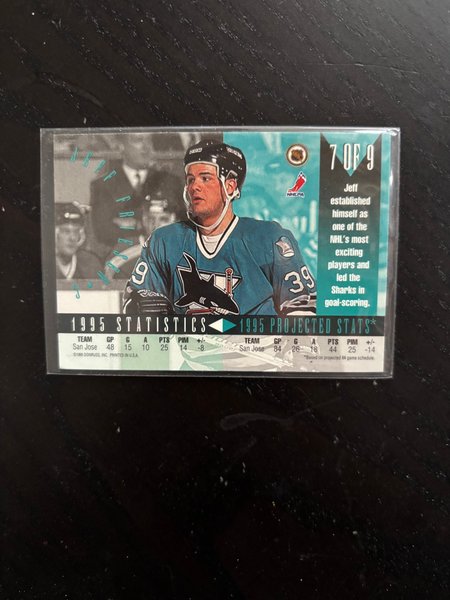 JEFF FRIESEN
7 OF 9
NHLPA
Jeff
established
himself as
one of the
NHL's most
exciting
players and
led the
Sharks in
goal-scoring.
39
39
1995 STATISTICS
1995 PROJECTED STATS*
TEAM GP G A PTS PIM +/-
San Jose 48 15 10 25 14 -8
TEAM GP G A PTS PIM +/-
San Jose 84 26 18 44 25 -14
PRINTED IN U.S.A.
*Based on projected 84 game schedule.